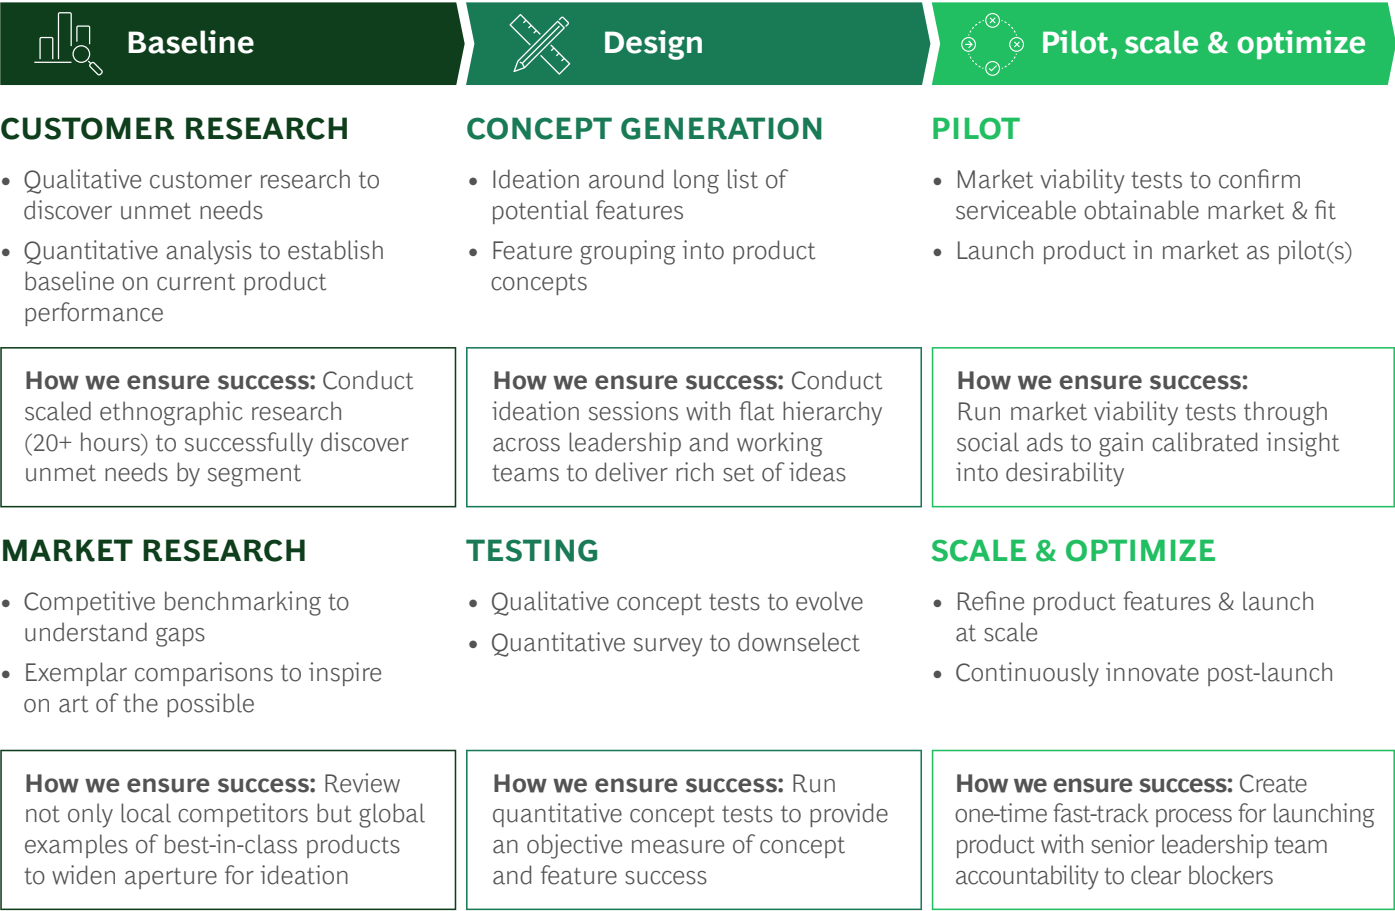 Baseline
Design
Pilot, scale & optimize
CUSTOMER RESEARCH
• Qualitative customer research to
discover unmet needs
• Quantitative analysis to establish
baseline on current product
performance
How we ensure success: Conduct
scaled ethnographic research
(20+ hours) to successfully discover
unmet needs by segment
CONCEPT GENERATION
• Ideation around long list of
potential features
• Feature grouping into product
concepts
How we ensure success: Conduct
ideation sessions with flat hierarchy
across leadership and working
teams to deliver rich set of ideas
PILOT
• Market viability tests to confirm
serviceable obtainable market & fit
• Launch product in market as pilot(s)
How we ensure success:
Run market viability tests through
social ads to gain calibrated insight
into desirability
MARKET RESEARCH
• Competitive benchmarking to
understand gaps
• Exemplar comparisons to inspire
on art of the possible
How we ensure success: Review
not only local competitors but global
examples of best-in-class products
to widen aperture for ideation
TESTING
• Qualitative concept tests to evolve
• Quantitative survey to downselect
How we ensure success: Run
quantitative concept tests to provide
an objective measure of concept
and feature success
SCALE & OPTIMIZE
• Refine product features & launch
at scale
• Continuously innovate post-launch
How we ensure success: Create
one-time fast-track process for launching
product with senior leadership team
accountability to clear blockers